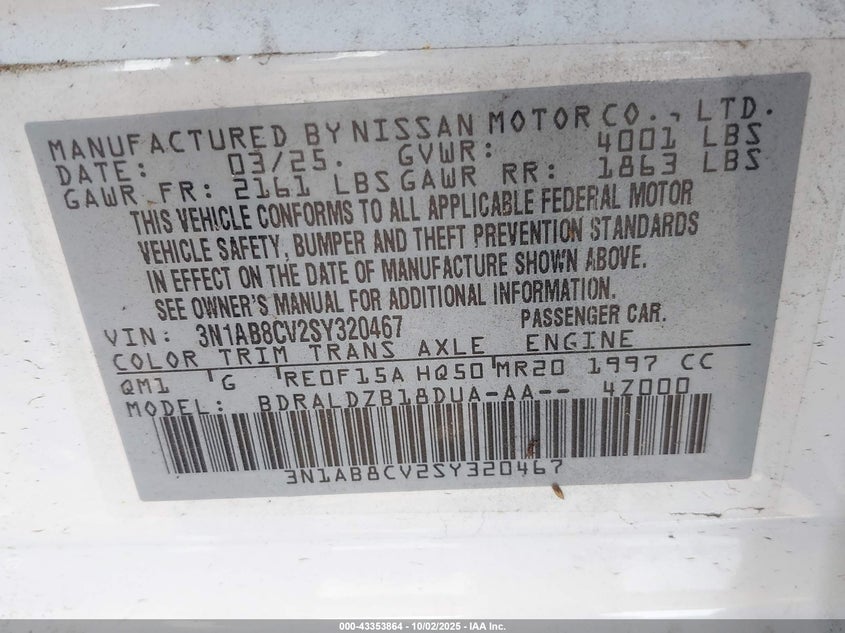 MANUFACTURED BY NISSAN MOTOR CO., LTD.
DATE: 03/25. GVWR: 4001 LBS
GAWR FR: 2161 LBS GAWR RR: 1863 LBS
THIS VEHICLE CONFORMS TO ALL APPLICABLE FEDERAL MOTOR
VEHICLE SAFETY, BUMPER AND THEFT PREVENTION STANDARDS
IN EFFECT ON THE DATE OF MANUFACTURE SHOWN ABOVE.
SEE OWNER'S MANUAL FOR ADDITIONAL INFORMATION.
VIN: 3N1AB8CV2SY320467 PASSENGER CAR.
COLOR TRIM TRANS AXLE ENGINE
QM1 G RE0F15A HQ50 MR20 1997 CC
MODEL: BDRALDZB18DUA-AA-- 4Z000
3N1AB8CV2SY320467
000-43353864 - 10/02/2025 - IAA Inc.